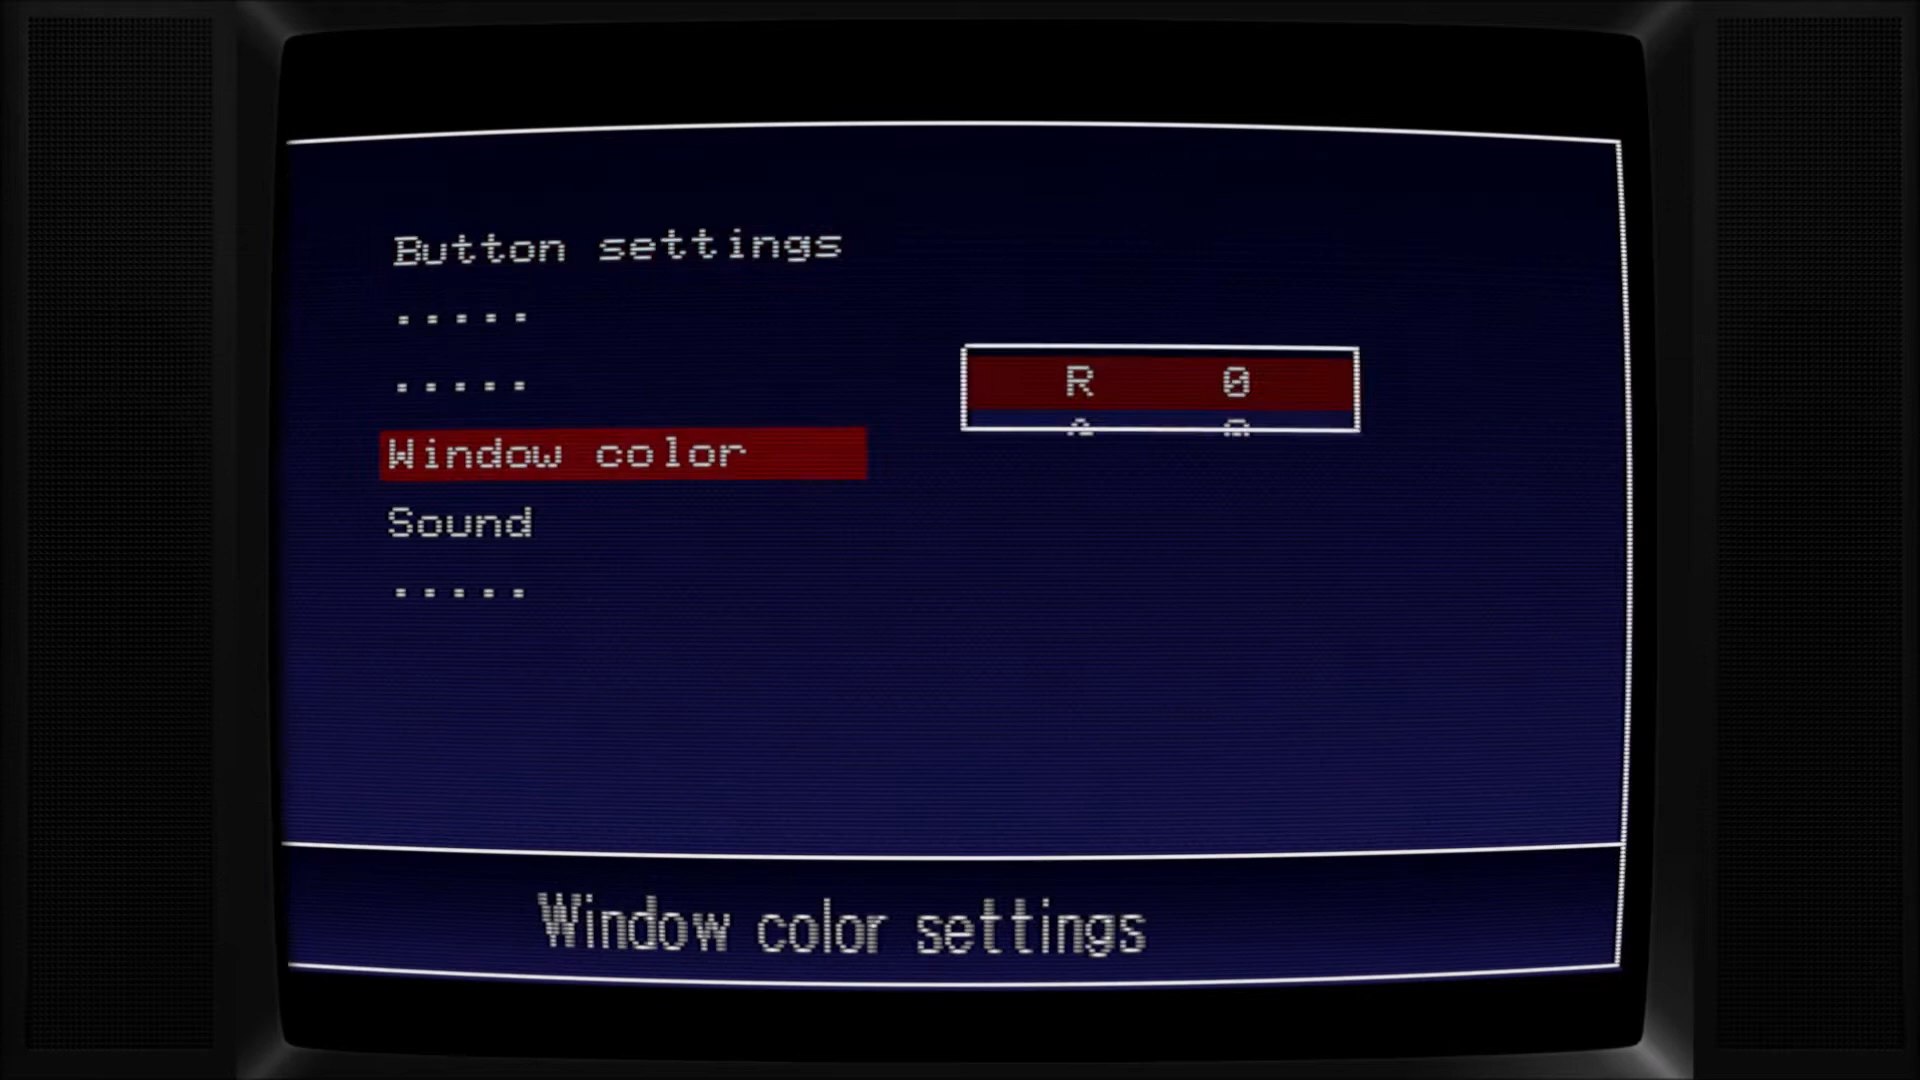 Button settings
.....
.....
Window color
Sound
.....
R 0
Window color settings